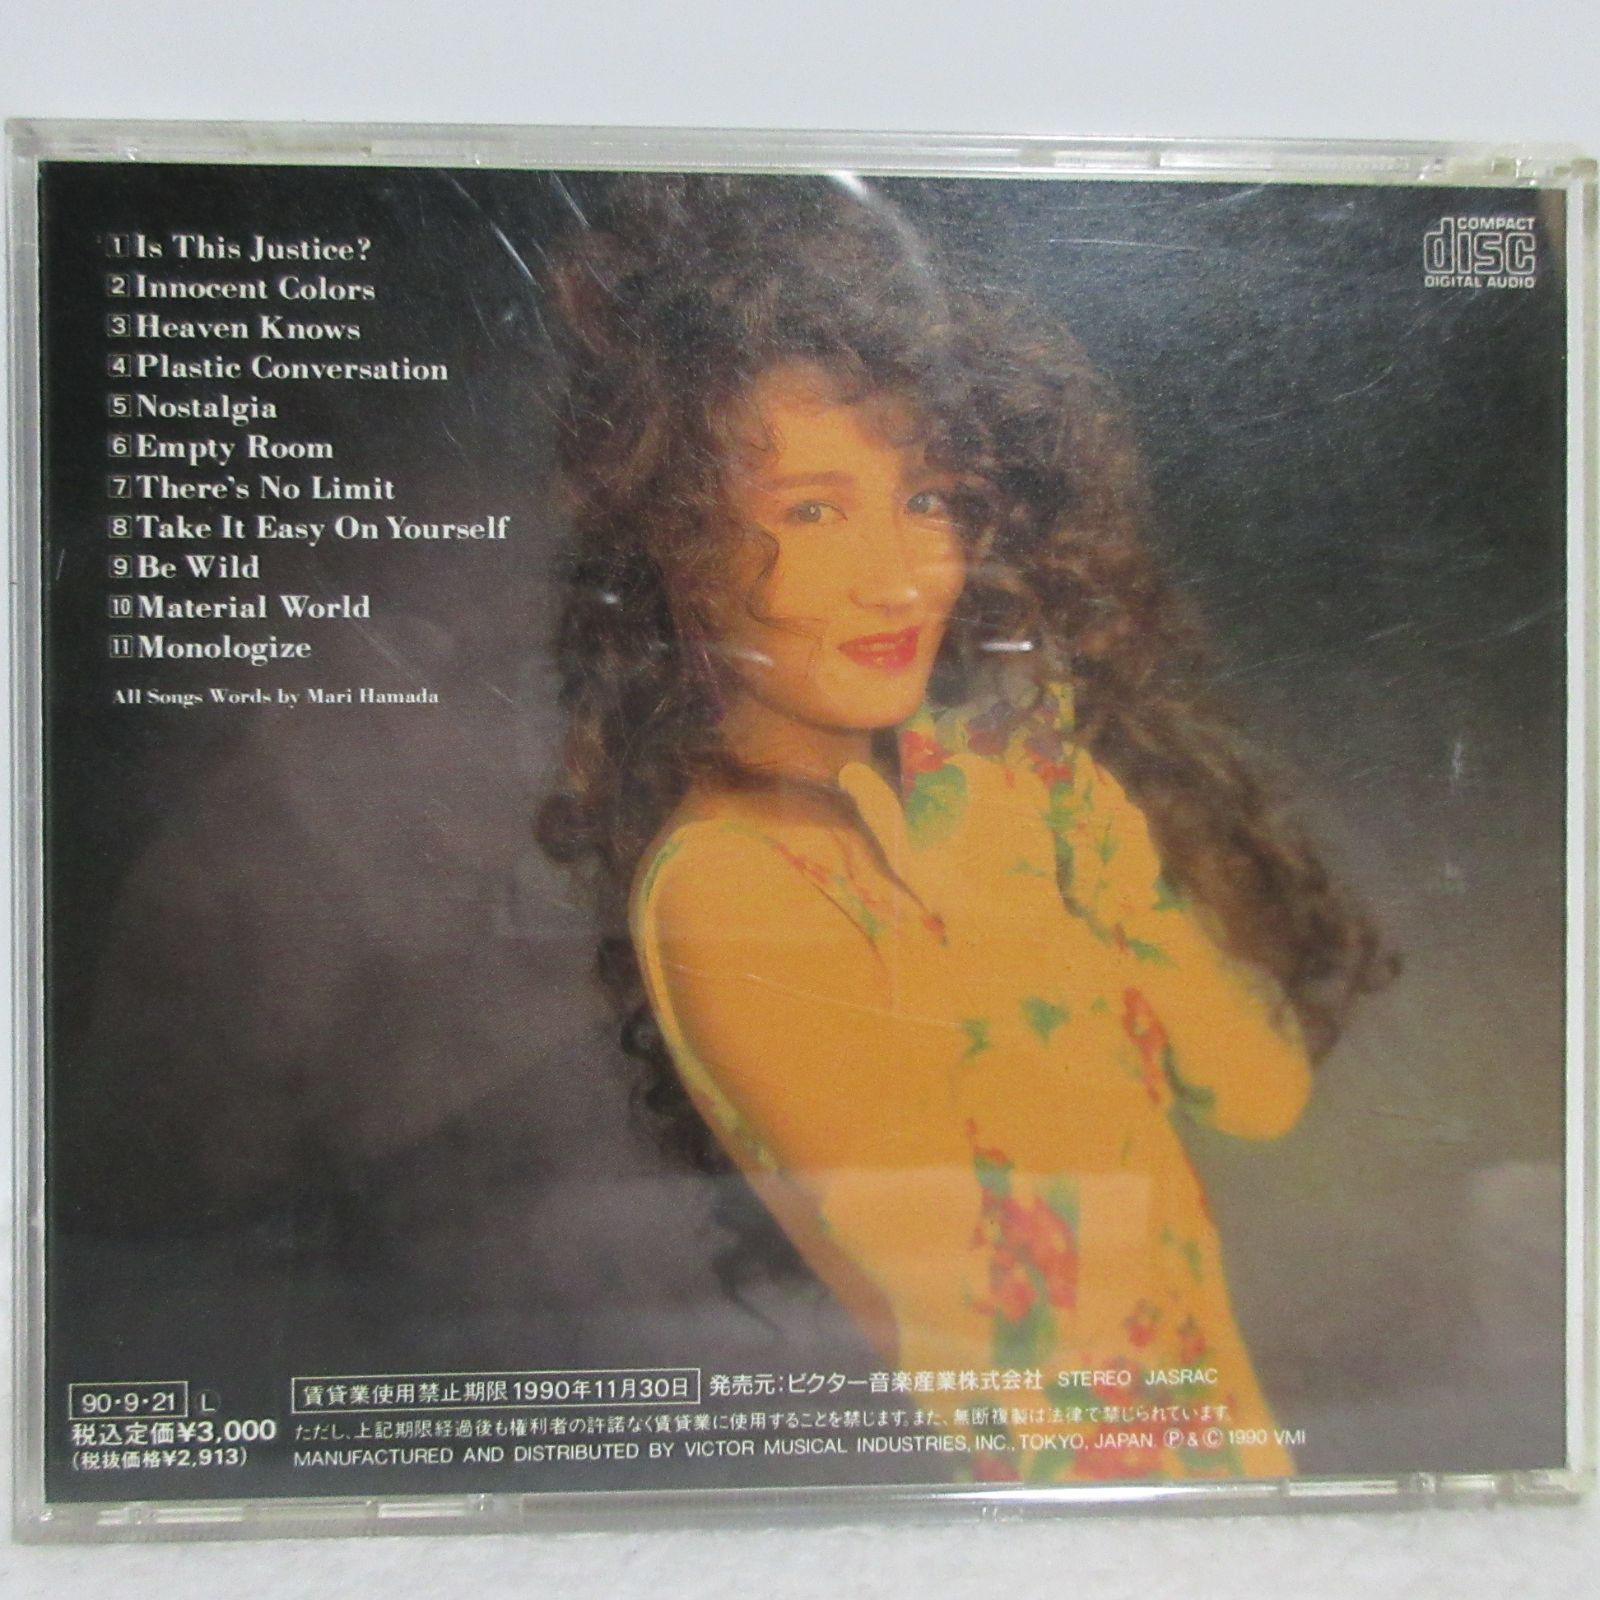 1 Is This Justice?
2 Innocent Colors
3 Heaven Knows
4 Plastic Conversation
5 Nostalgia
6 Empty Room
7 There's No Limit
8 Take It Easy On Yourself
9 Be Wild
10 Material World
11 Monologize
All Songs Words by Mari Hamada
COMPACT
disc
DIGITAL AUDIO
90・9・21 L
税込定価¥3,000
(税抜価格¥2,913)
賃貸業使用禁止期限1990年11月30日 発売元:ビクター音楽産業株式会社 STEREO JASRAC
ただし、上記期限経過後も権利者の許諾なく賃貸業に使用することを禁じます。また、無断複製は法律で禁じられています。
MANUFACTURED AND DISTRIBUTED BY VICTOR MUSICAL INDUSTRIES, INC., TOKYO, JAPAN. Ⓟ & Ⓒ 1990 VMI